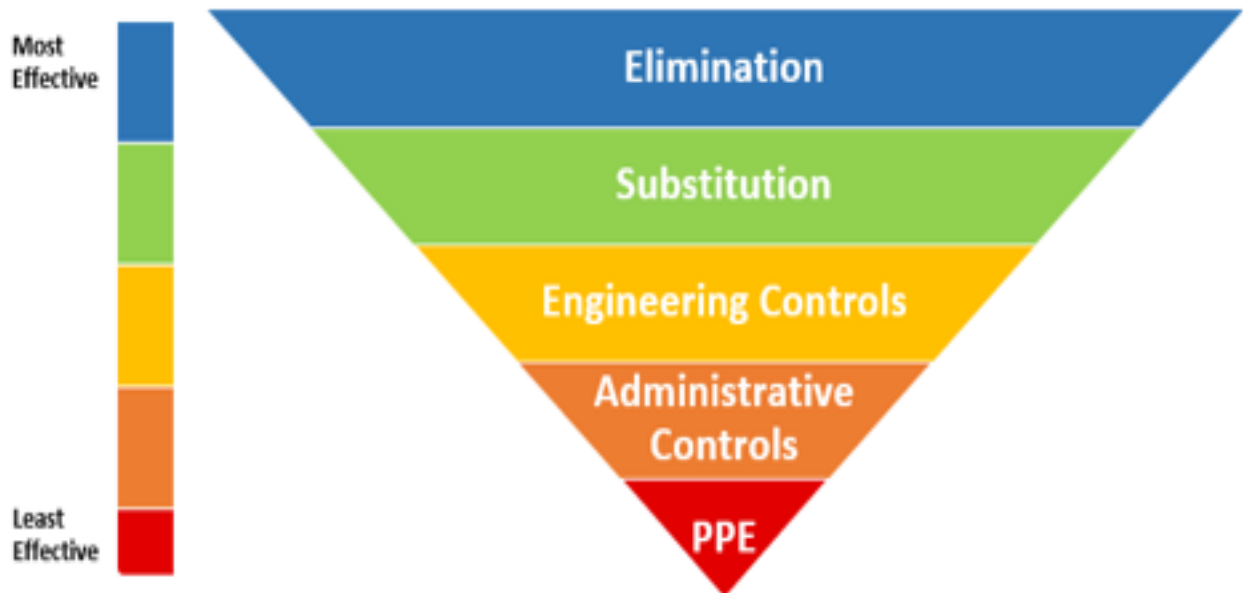 Most
Effective
Elimination
Substitution
Engineering Controls
Administrative
Controls
Least
Effective
PPE